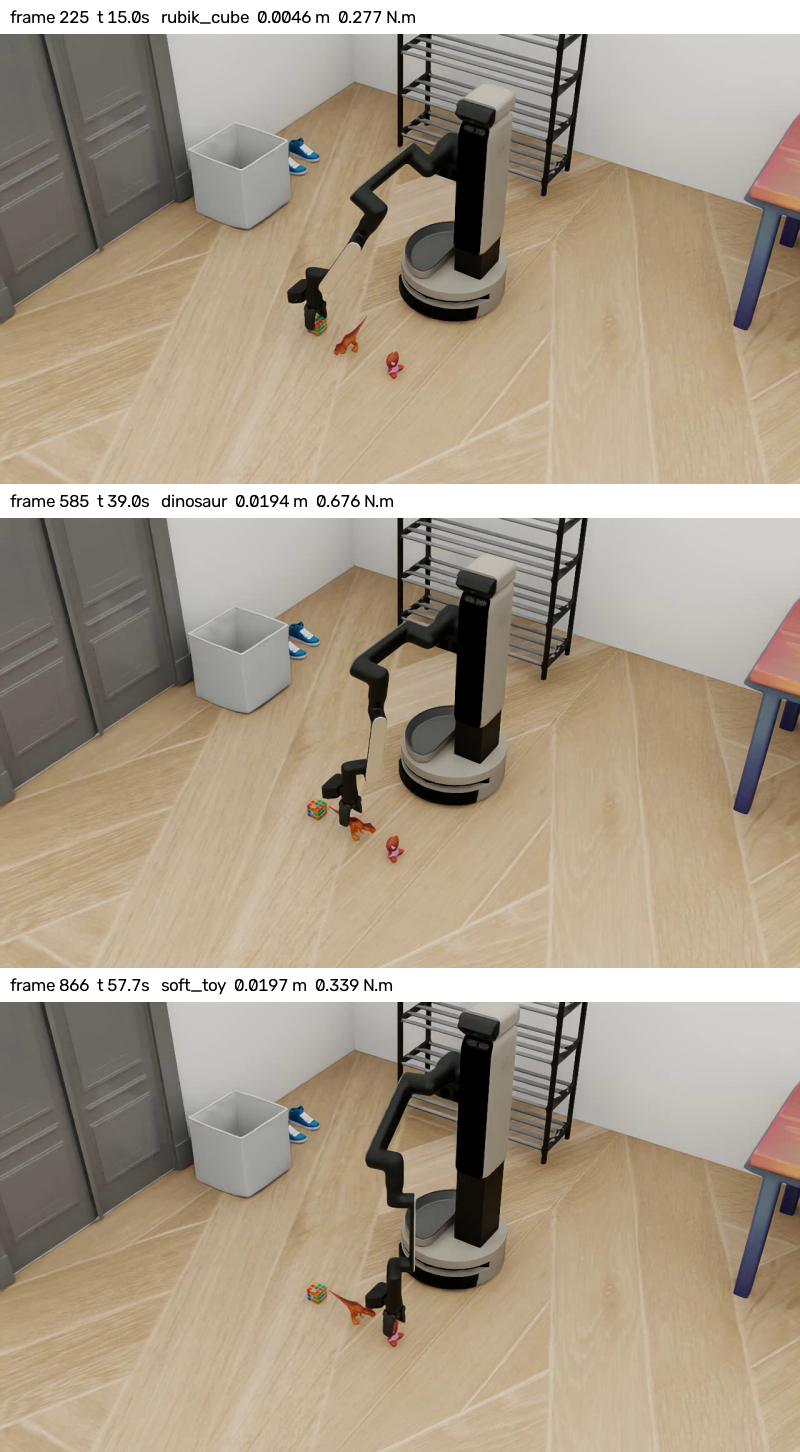 frame 225 t 15.0s rubik_cube 0.0046 m 0.277 N.m
frame 585 t 39.0s dinosaur 0.0194 m 0.676 N.m
frame 866 t 57.7s soft_toy 0.0197 m 0.339 N.m